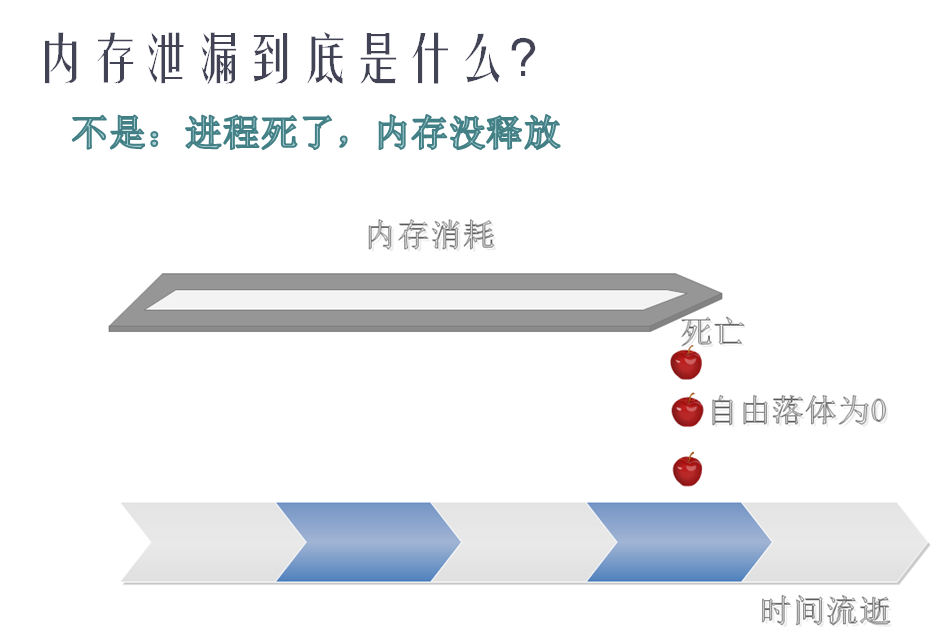 内存泄漏到底是什么?
不是：进程死了，内存没释放
内存消耗
死亡
自由落体为0
时间流逝